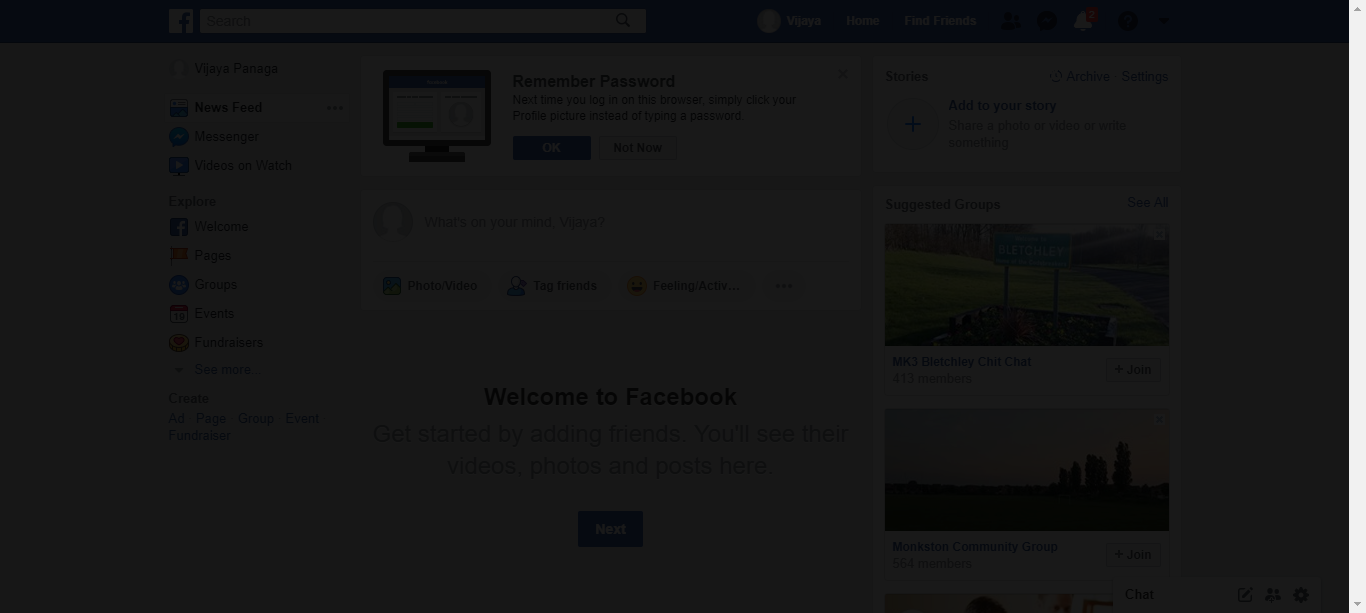 Search
Vijaya Home Find Friends
2
Vijaya Panaga
News Feed
Messenger
Videos on Watch
Explore
Welcome
Pages
Groups
Events
Fundraisers
See more...
Create
Ad Page Group Event
Fundraiser
Remember Password
Next time you log in on this browser, simply click your
Profile picture instead of typing a password.
OK Not Now
What's on your mind, Vijaya?
Photo/Video Tag friends Feeling/Activ...
Welcome to Facebook
Get started by adding friends. You'll see their
videos, photos and posts here.
Next
Stories Archive Settings
Add to your story
Share a photo or video or write
something
Suggested Groups See All
BLETCHLEY
MK3 Bletchley Chit Chat
413 members
+ Join
Monkston Community Group
564 members
+ Join
Chat